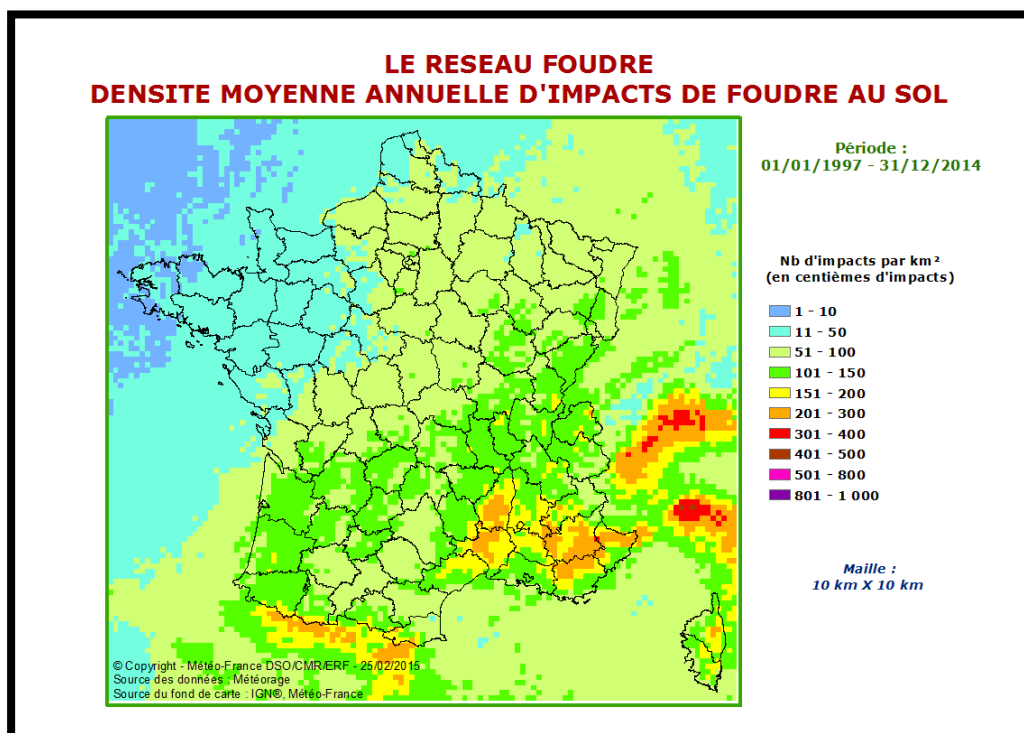 LE RESEAU FOUDRE
DENSITE MOYENNE ANNUELLE D'IMPACTS DE FOUDRE AU SOL
Période :
01/01/1997 - 31/12/2014
Nb d'impacts par km²
(en centièmes d'impacts)
1 - 10
11 - 50
51 - 100
101 - 150
151 - 200
201 - 300
301 - 400
401 - 500
501 - 800
801 - 1 000
Maille :
10 km X 10 km
© Copyright - Météo-France DSO/CMR/ERF - 25/02/2015
Source des données : Météorage
Source du fond de carte : IGN®, Météo-France